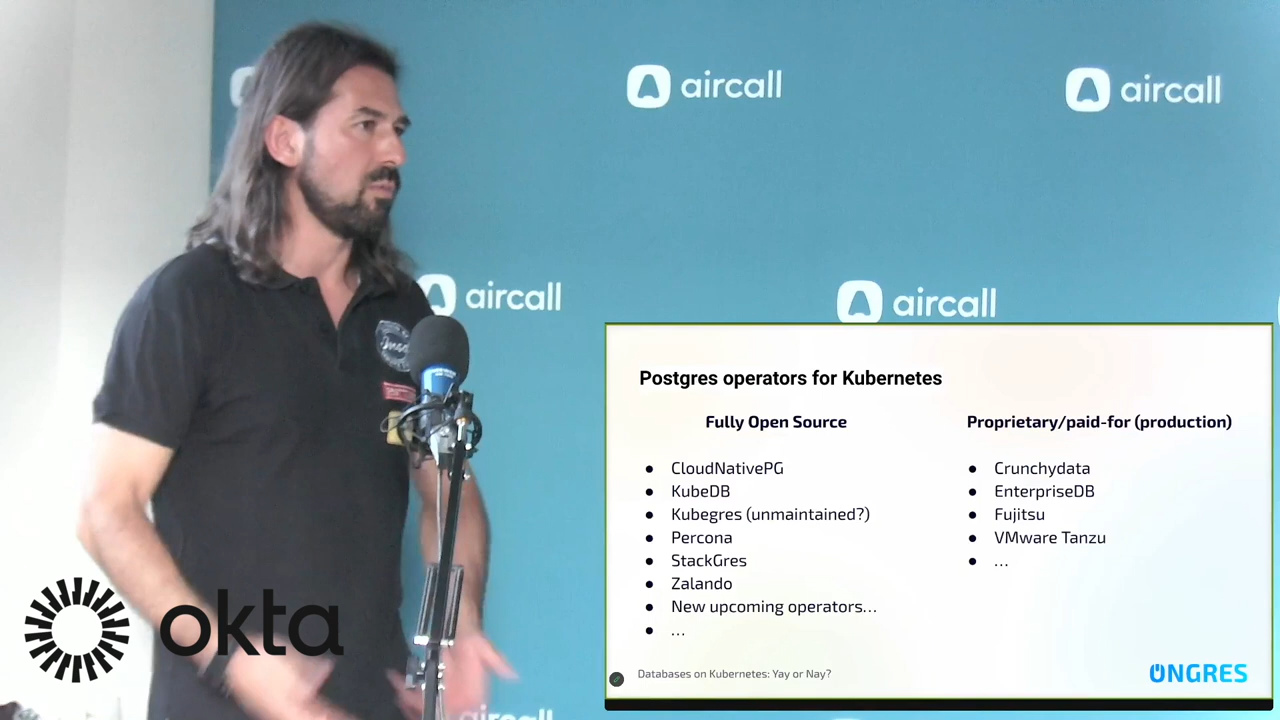 aircall
aircall
aircall
aircall
Postgres operators for Kubernetes
Fully Open Source
Proprietary/paid-for (production)
● CloudNativePG
● KubeDB
● Kubegres (unmaintained?)
● Percona
● StackGres
● Zalando
● New upcoming operators…
● …
● Crunchydata
● EnterpriseDB
● Fujitsu
● VMware Tanzu
● …
Databases on Kubernetes: Yay or Nay?
ONGRES
okta
aircall